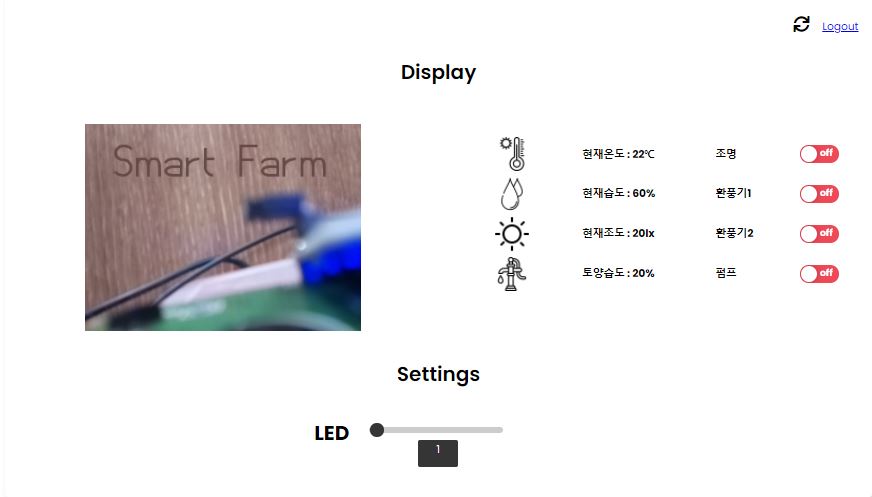 Logout
Display
Smart Farm
현재온도 : 22℃ 조명 off
현재습도 : 60% 환풍기1 off
현재조도 : 20lx 환풍기2 off
토양습도 : 20% 펌프 off
Settings
LED
1